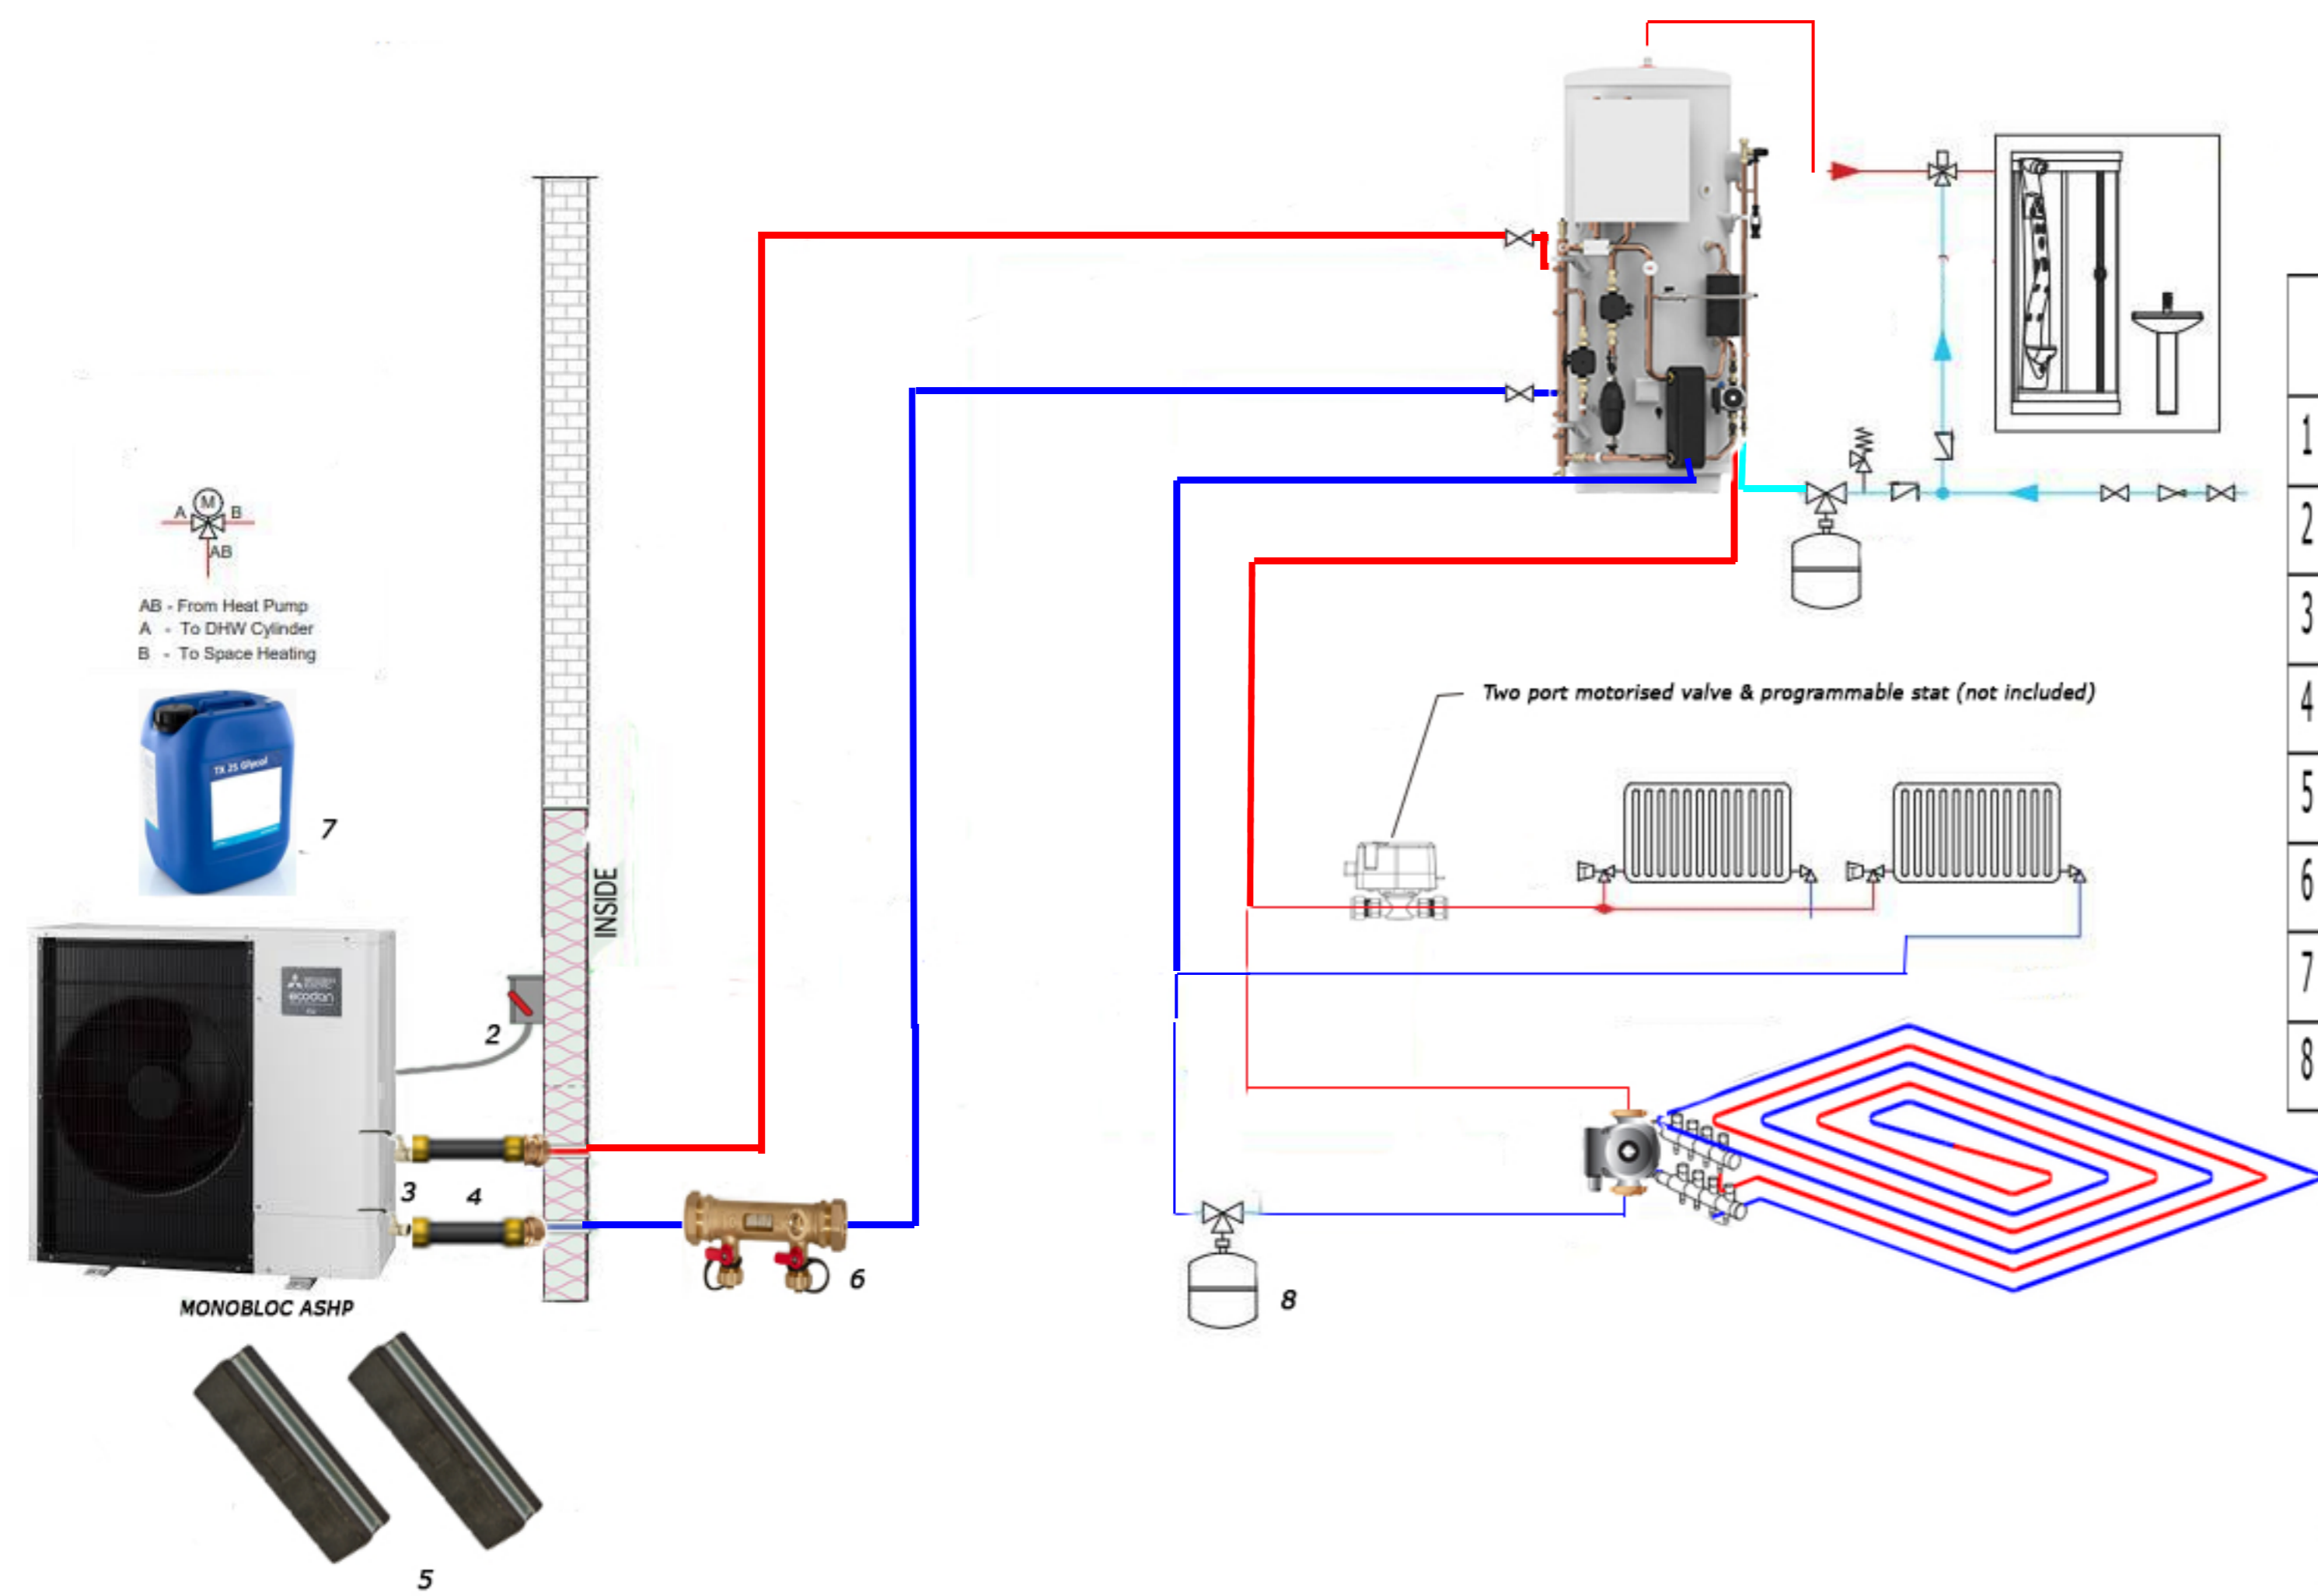 M
A
B
AB
AB - From Heat Pump
A - To DHW Cylinder
B - To Space Heating
TX 25 Glycol
7
INSIDE
ecodan
2
3
4
6
MONOBLOC ASHP
5
Two port motorised valve & programmable stat (not included)
8
1
2
3
4
5
6
7
8